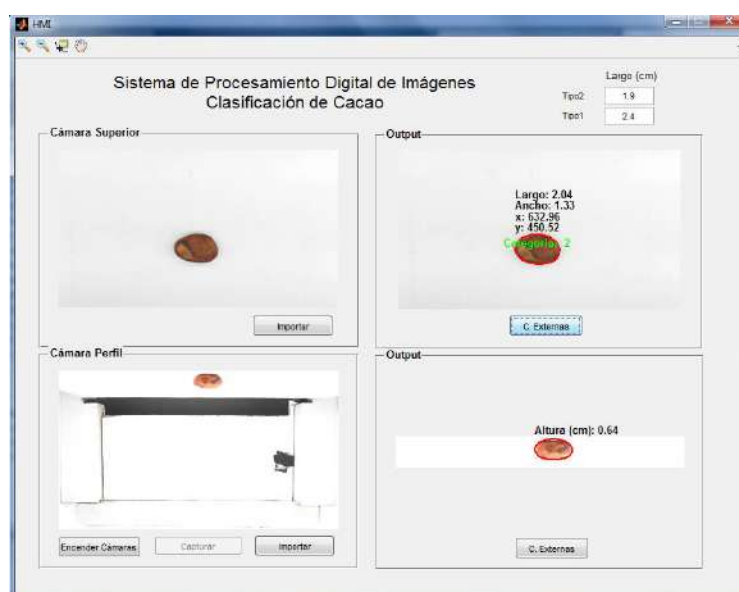 HMI
Sistema de Procesamiento Digital de Imágenes
Clasificación de Cacao
Largo (cm)
Tipo2 1.9
Tipo1 2.4
Cámara Superior
Importar
Output
Largo: 2.04
Ancho: 1.33
x: 632.96
y: 450.52
Categoria: 2
C. Externas
Cámara Perfil
Encender Cámaras
Capturar
Importar
Output
Altura (cm): 0.64
C. Externas